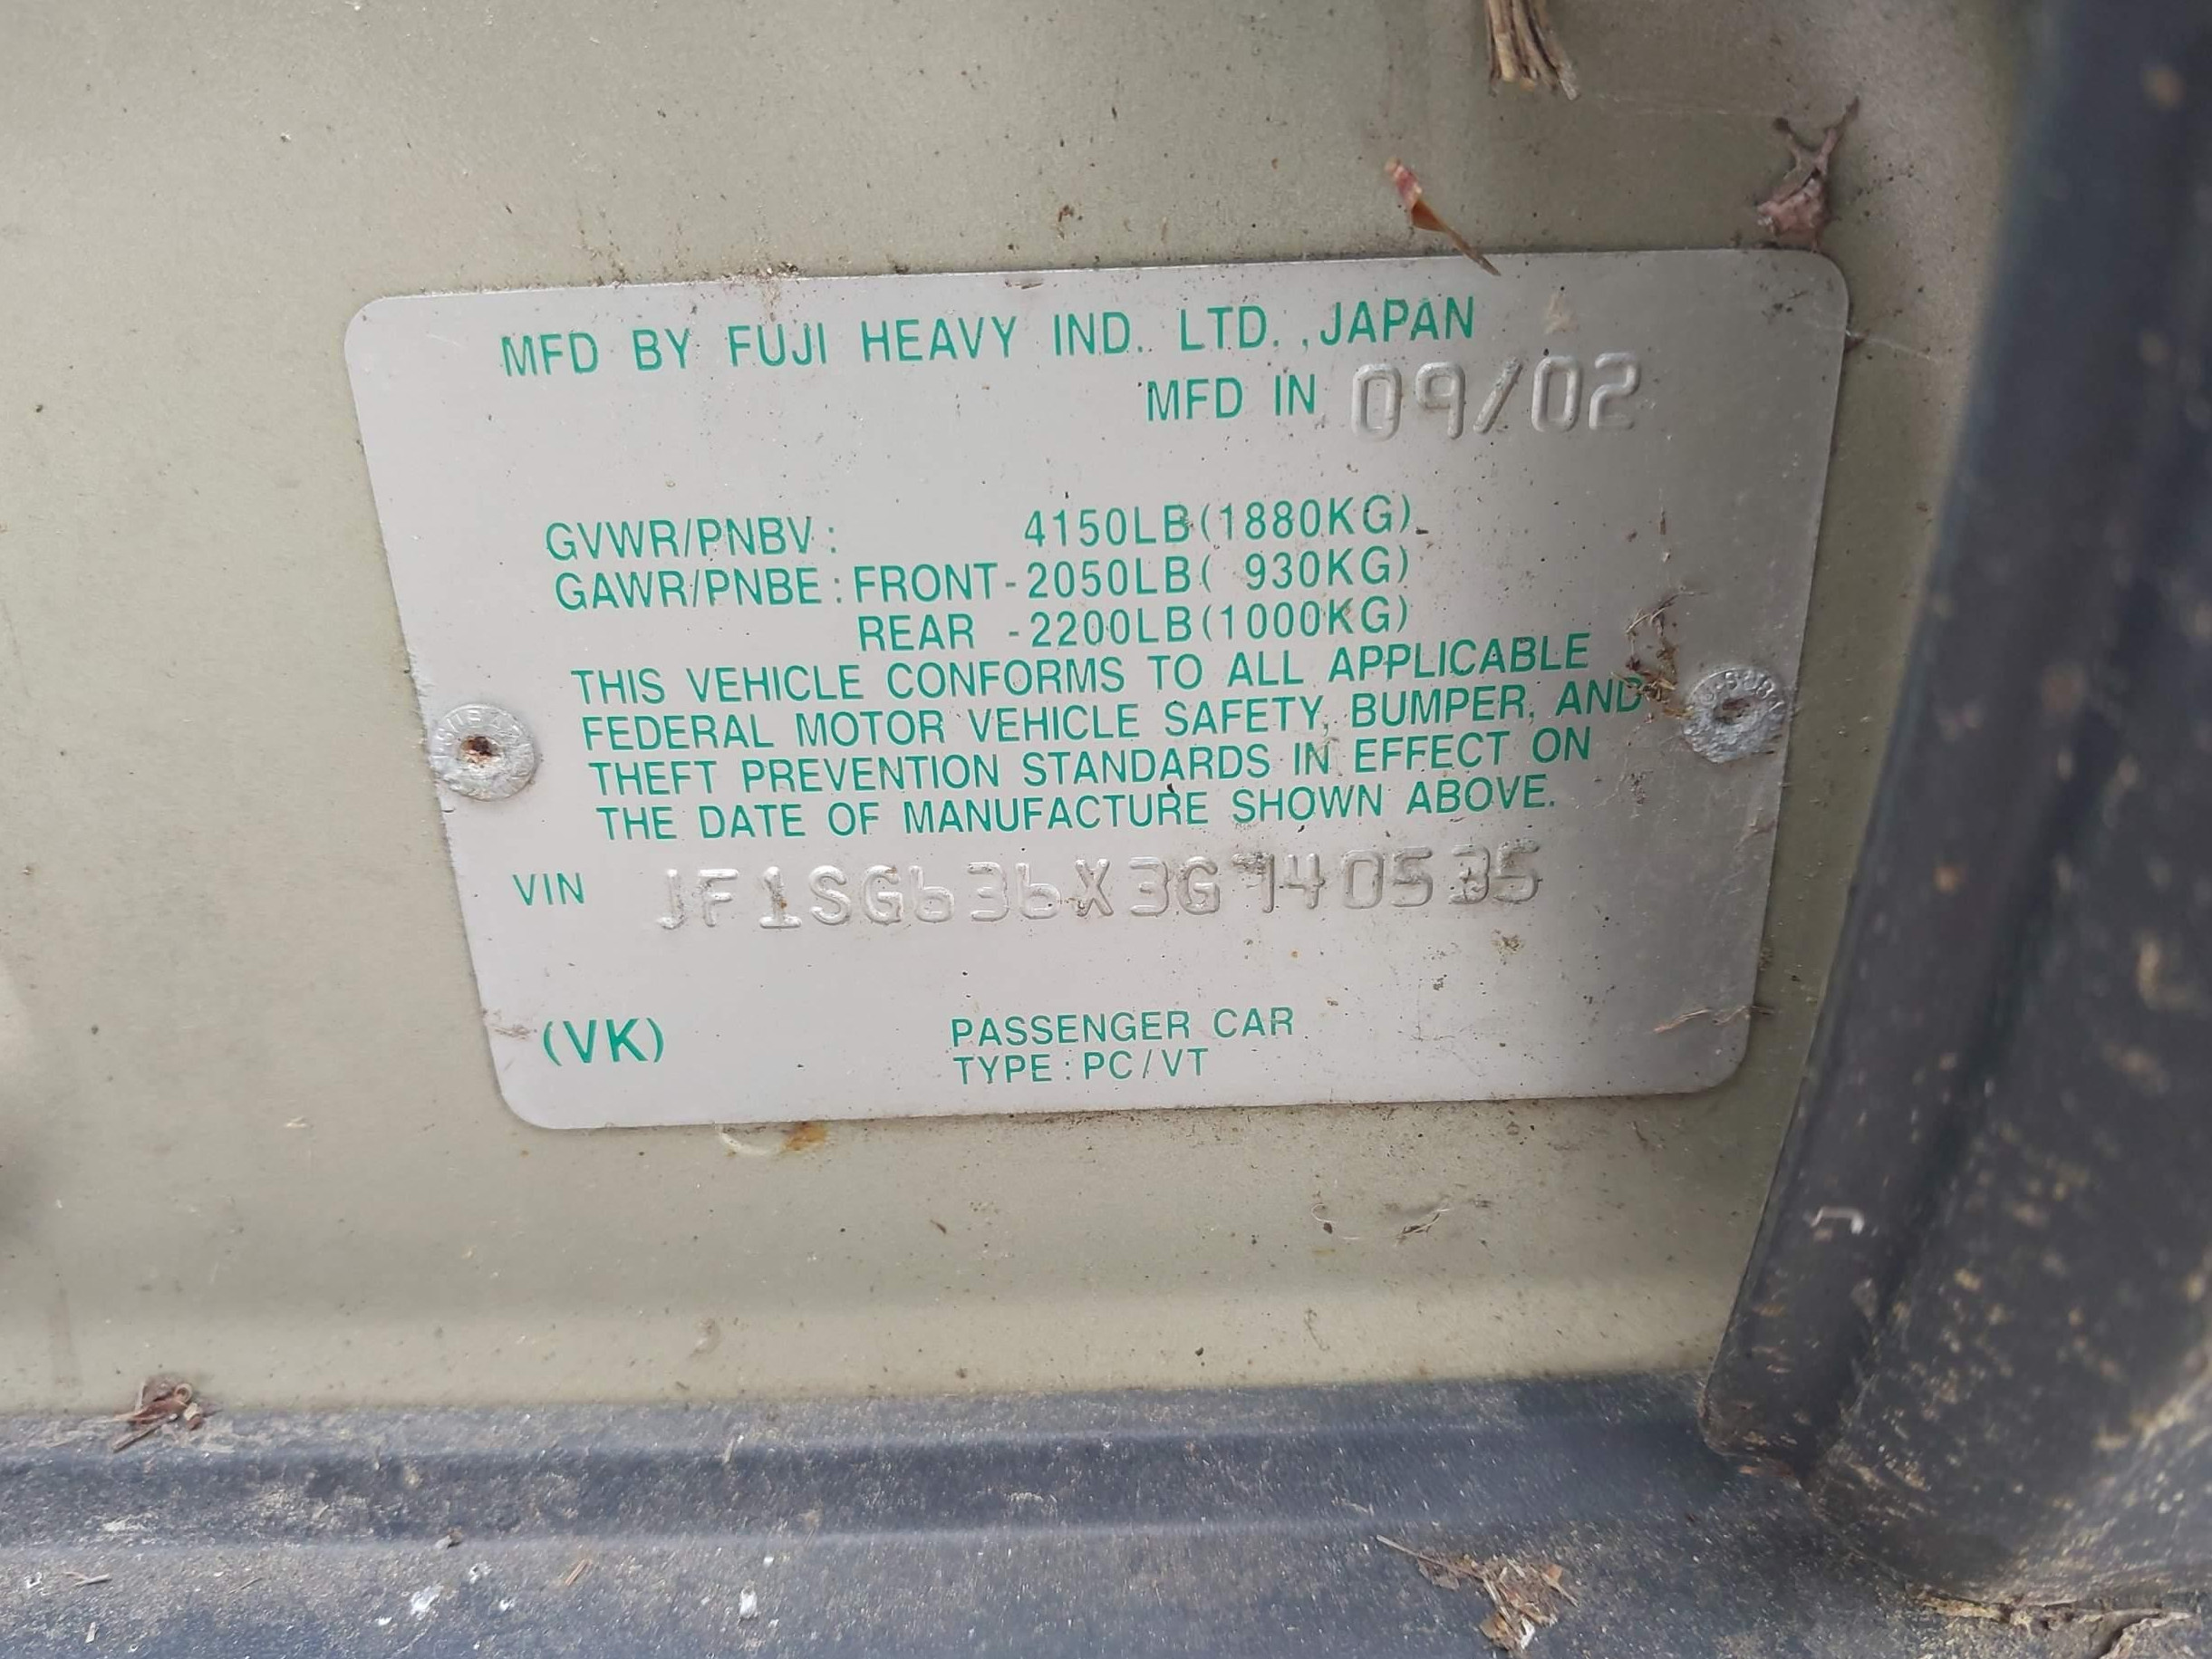 MFD BY FUJI HEAVY IND. LTD.,JAPAN
MFD IN 09/02
GVWR/PNBV: 4150LB(1880KG)
GAWR/PNBE:FRONT-2050LB( 930KG)
REAR -2200LB(1000KG)
THIS VEHICLE CONFORMS TO ALL APPLICABLE
FEDERAL MOTOR VEHICLE SAFETY, BUMPER, AND
THEFT PREVENTION STANDARDS IN EFFECT ON
THE DATE OF MANUFACTURE SHOWN ABOVE.
VIN JF1SG636X3G740535
(VK)
PASSENGER CAR
TYPE:PC/VT